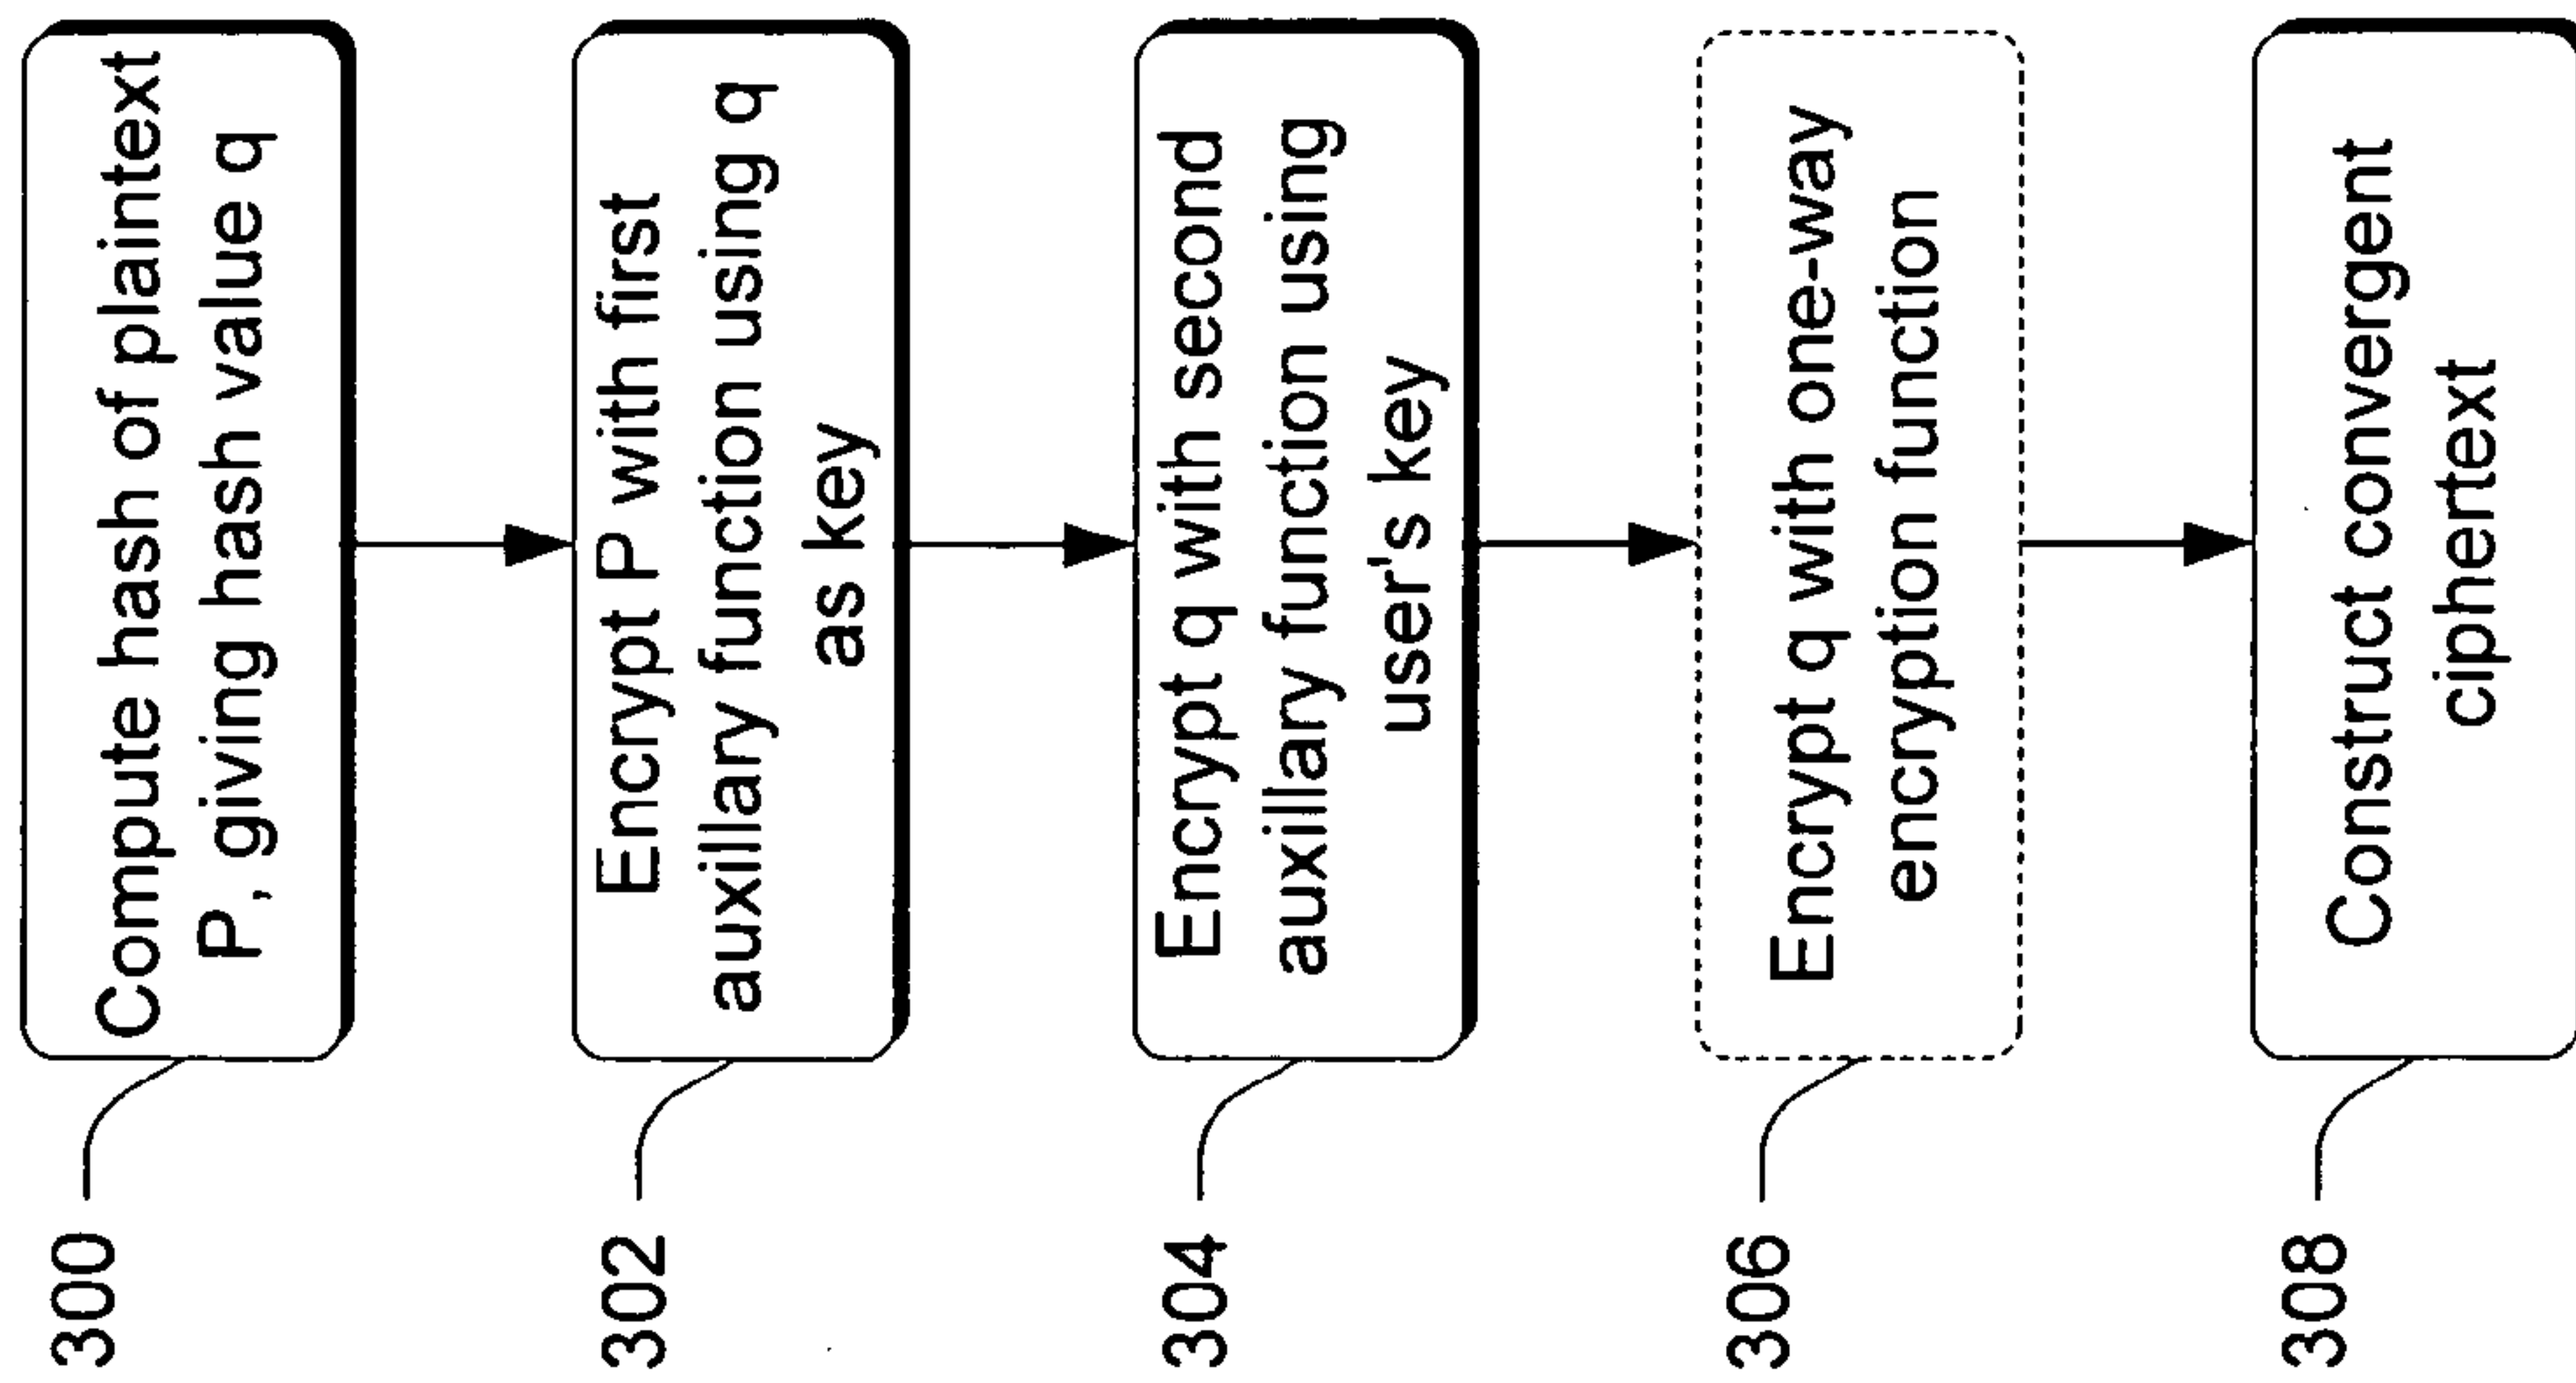 300
Compute hash of plaintext
P, giving hash value q
302
Encrypt P with first
auxillary function using q
as key
304
Encrypt q with second
auxillary function using
user's key
306
Encrypt q with one-way
encryption function
308
Construct convergent
ciphertext